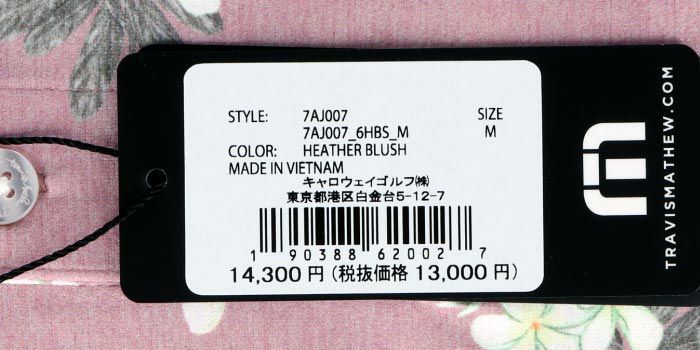 STYLE: 7AJ007 SIZE
7AJ007_6HBS_M M
COLOR: HEATHER BLUSH
MADE IN VIETNAM
キャロウェイゴルフ㈱
東京都港区白金台5-12-7
1 90388 62002 7
14,300 円 (税抜価格 13,000 円)
TRAVISMATHEW.COM